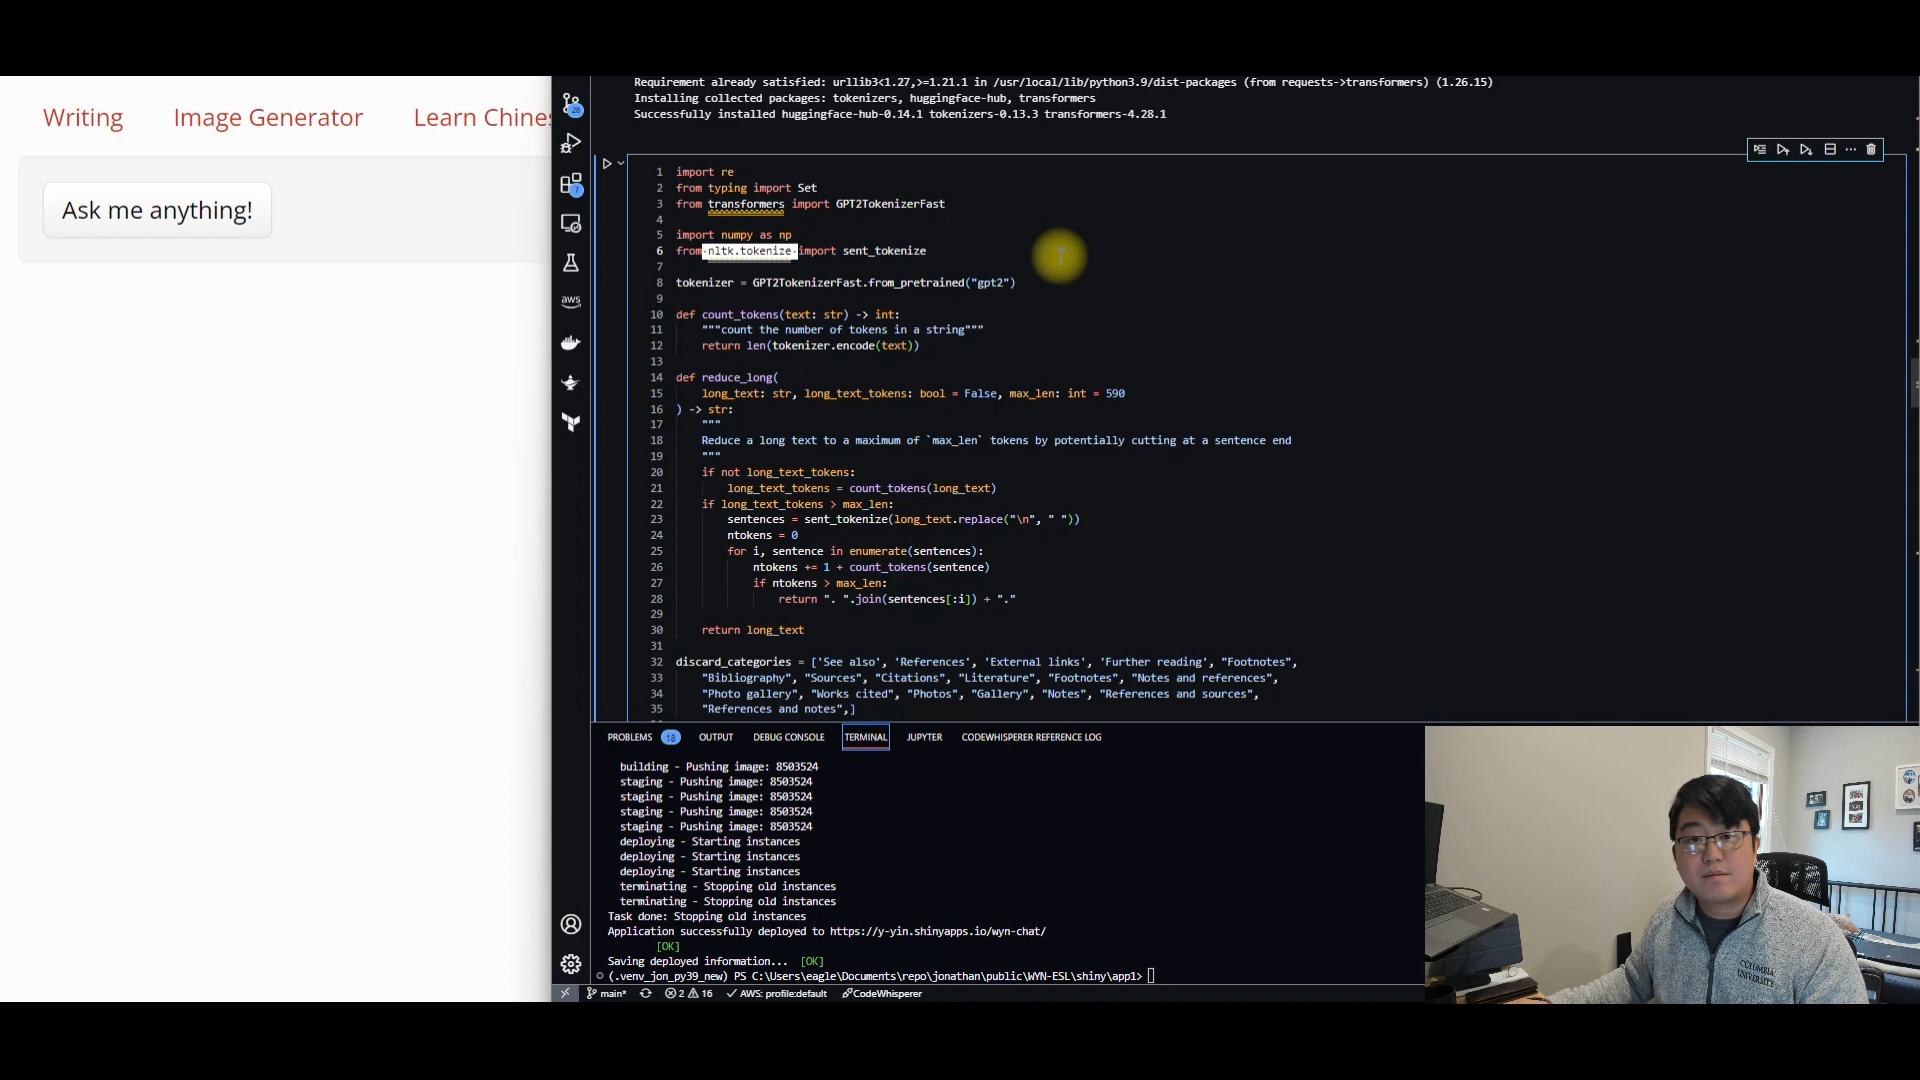 Writing Image Generator Learn Chines
Ask me anything!
28
7
aws
Requirement already satisfied: urllib3<1.27,>=1.21.1 in /usr/local/lib/python3.9/dist-packages (from requests->transformers) (1.26.15)
Installing collected packages: tokenizers, huggingface-hub, transformers
Successfully installed huggingface-hub-0.14.1 tokenizers-0.13.3 transformers-4.28.1
1 import re
2 from typing import Set
3 from transformers import GPT2TokenizerFast
4
5 import numpy as np
6 from nltk.tokenize import sent_tokenize
7
8 tokenizer = GPT2TokenizerFast.from_pretrained("gpt2")
9
10 def count_tokens(text: str) -> int:
11 """count the number of tokens in a string"""
12 return len(tokenizer.encode(text))
13
14 def reduce_long(
15 long_text: str, long_text_tokens: bool = False, max_len: int = 590
16 ) -> str:
17 """
18 Reduce a long text to a maximum of `max_len` tokens by potentially cutting at a sentence end
19 """
20 if not long_text_tokens:
21 long_text_tokens = count_tokens(long_text)
22 if long_text_tokens > max_len:
23 sentences = sent_tokenize(long_text.replace("\n", " "))
24 ntokens = 0
25 for i, sentence in enumerate(sentences):
26 ntokens += 1 + count_tokens(sentence)
27 if ntokens > max_len:
28 return ". ".join(sentences[:i]) + "."
29
30 return long_text
31
32 discard_categories = ['See also', 'References', 'External links', 'Further reading', "Footnotes",
33 "Bibliography", "Sources", "Citations", "Literature", "Footnotes", "Notes and references",
34 "Photo gallery", "Works cited", "Photos", "Gallery", "Notes", "References and sources",
35 "References and notes",]
PROBLEMS 18 OUTPUT DEBUG CONSOLE TERMINAL JUPYTER CODEWHISPERER REFERENCE LOG
building - Pushing image: 8503524
staging - Pushing image: 8503524
staging - Pushing image: 8503524
staging - Pushing image: 8503524
staging - Pushing image: 8503524
deploying - Starting instances
deploying - Starting instances
deploying - Starting instances
terminating - Stopping old instances
terminating - Stopping old instances
Task done: Stopping old instances
Application successfully deployed to https://y-yin.shinyapps.io/wyn-chat/
[OK]
Saving deployed information... [OK]
(.venv_jon_py39_new) PS C:\Users\eagle\Documents\repo\jonathan\public\WYN-ESL\shiny\app1>
main* 2 16 AWS: profile:default CodeWhisperer
COLUMBIA
UNIVERSITY